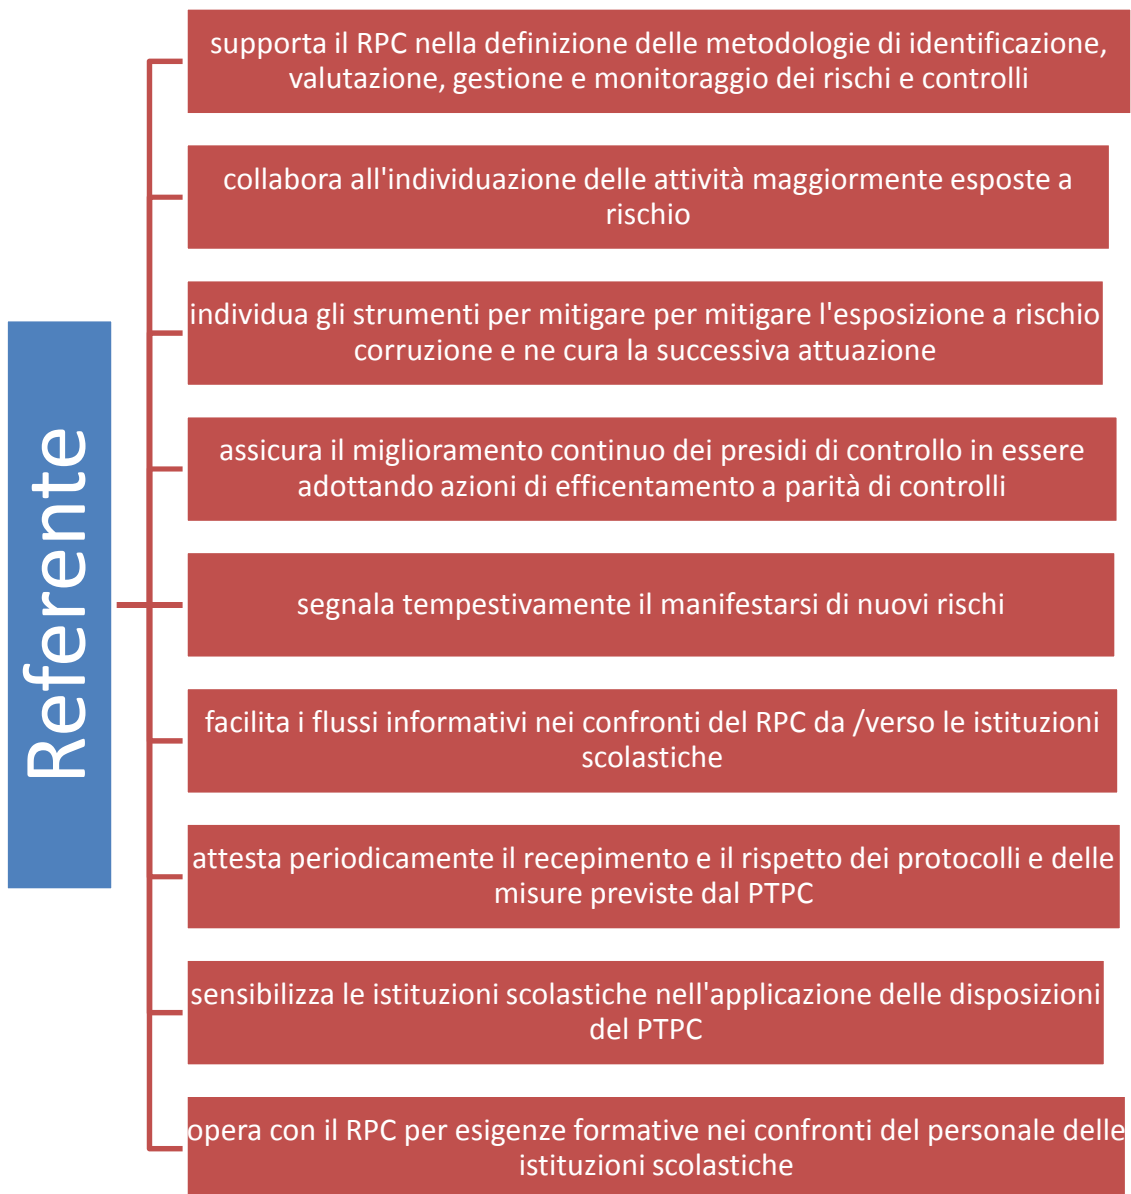 Referente
supporta il RPC nella definizione delle metodologie di identificazione,
valutazione, gestione e monitoraggio dei rischi e controlli
collabora all'individuazione delle attività maggiormente esposte a
rischio
individua gli strumenti per mitigare per mitigare l'esposizione a rischio
corruzione e ne cura la successiva attuazione
assicura il miglioramento continuo dei presidi di controllo in essere
adottando azioni di efficentamento a parità di controlli
segnala tempestivamente il manifestarsi di nuovi rischi
facilita i flussi informativi nei confronti del RPC da /verso le istituzioni
scolastiche
attesta periodicamente il recepimento e il rispetto dei protocolli e delle
misure previste dal PTPC
sensibilizza le istituzioni scolastiche nell'applicazione delle disposizioni
del PTPC
opera con il RPC per esigenze formative nei confronti del personale delle
istituzioni scolastiche